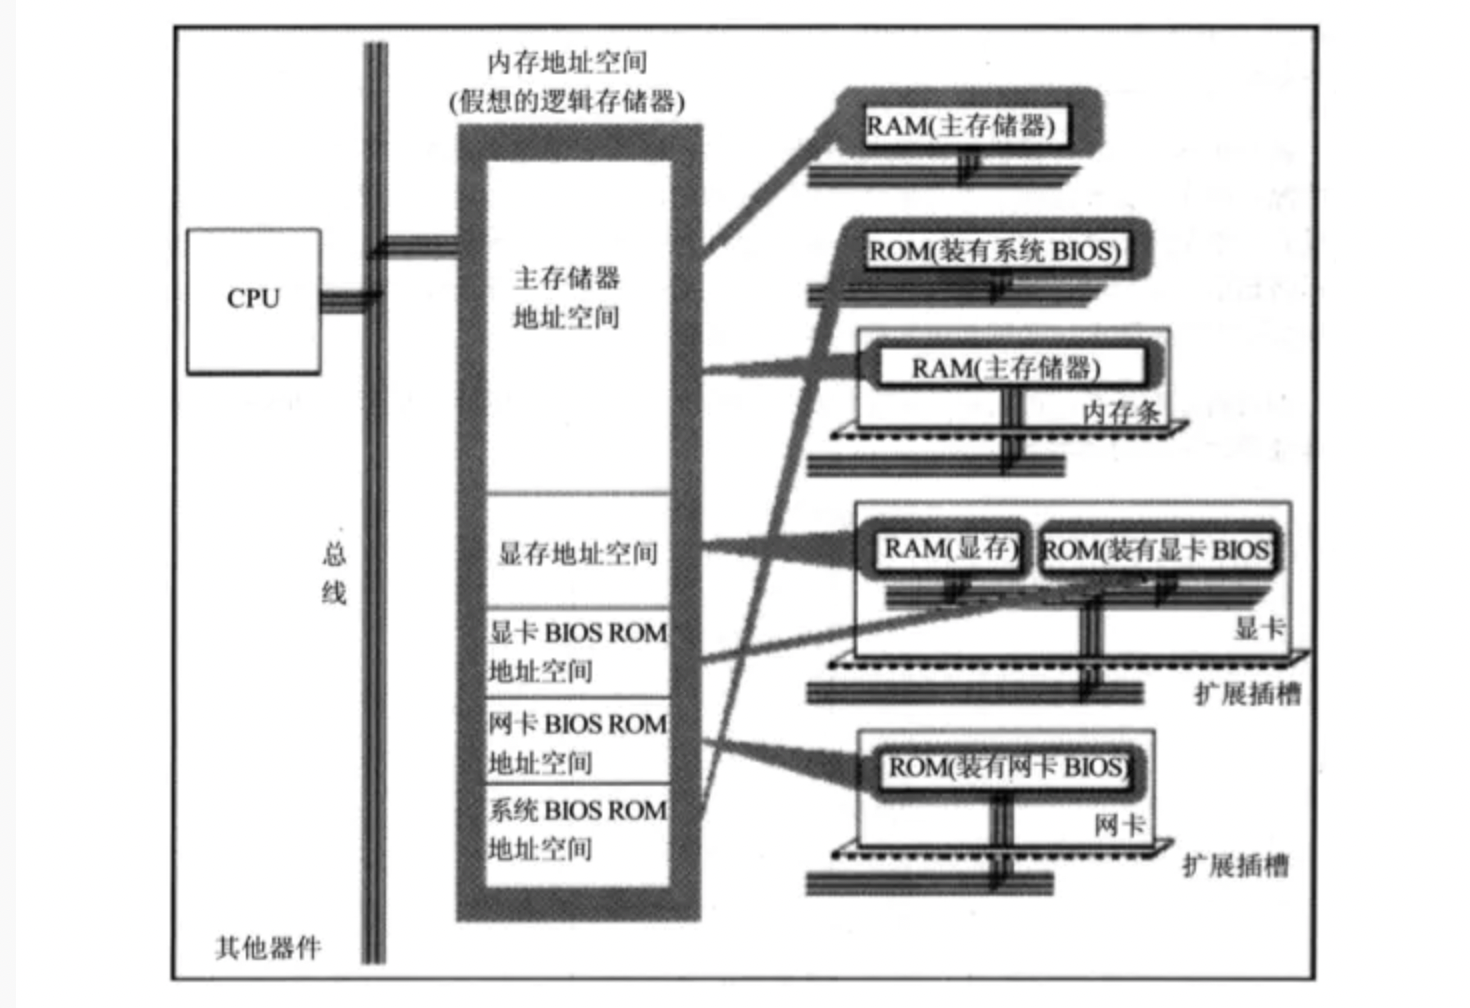 内存地址空间
(假想的逻辑存储器)
CPU
总
线
其他器件
主存储器
地址空间
显存地址空间
显卡 BIOS ROM
地址空间
网卡 BIOS ROM
地址空间
系统 BIOS ROM
地址空间
RAM(主存储器)
ROM(装有系统 BIOS)
RAM(主存储器)
内存条
RAM(显存)
ROM(装有显卡 BIOS)
显卡
扩展插槽
ROM(装有网卡 BIOS)
网卡
扩展插槽